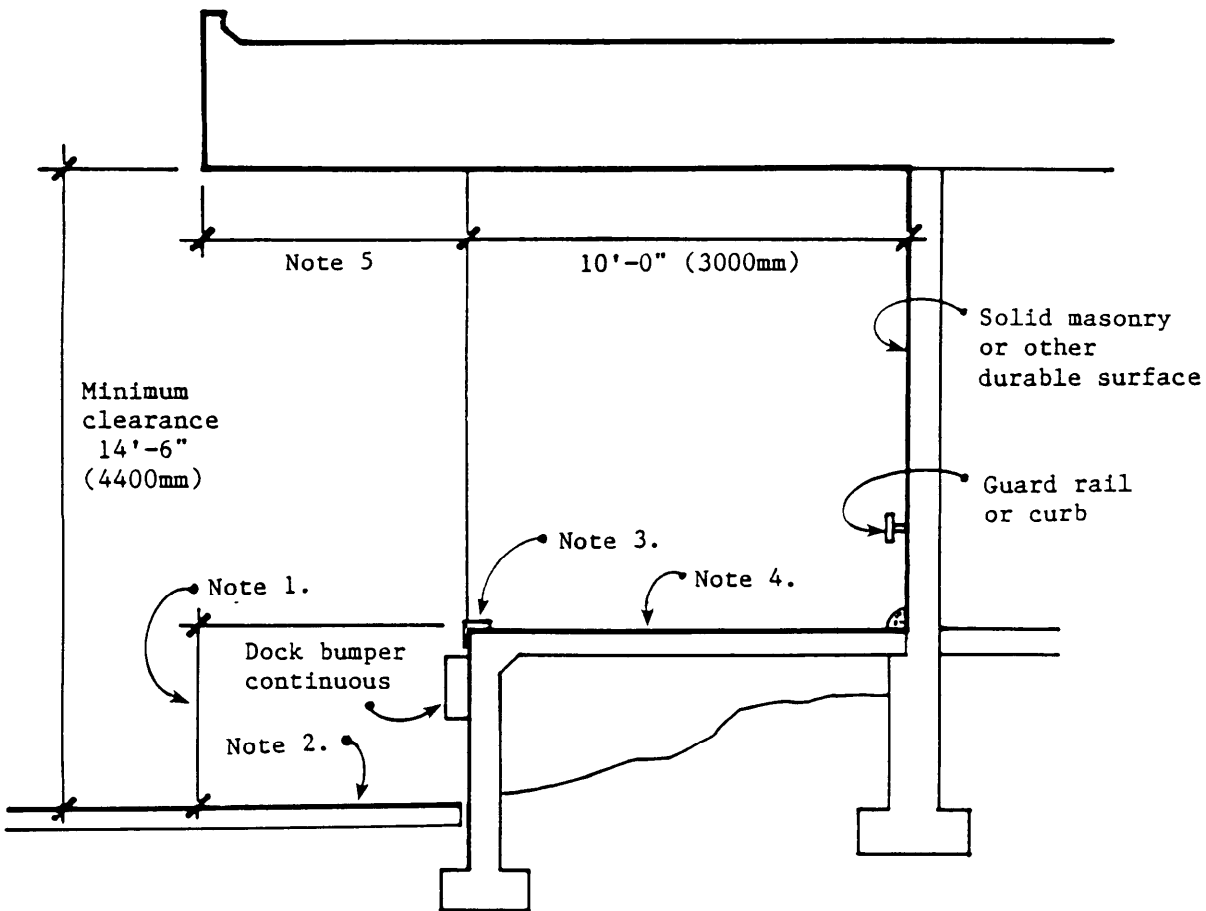 Note 5
10'-0" (3000mm)
Solid masonry
or other
durable surface
Minimum
clearance
14'-6"
(4400mm)
Guard rail
or curb
Note 3.
Note 4.
Note 1.
Dock bumper
continuous
Note 2.